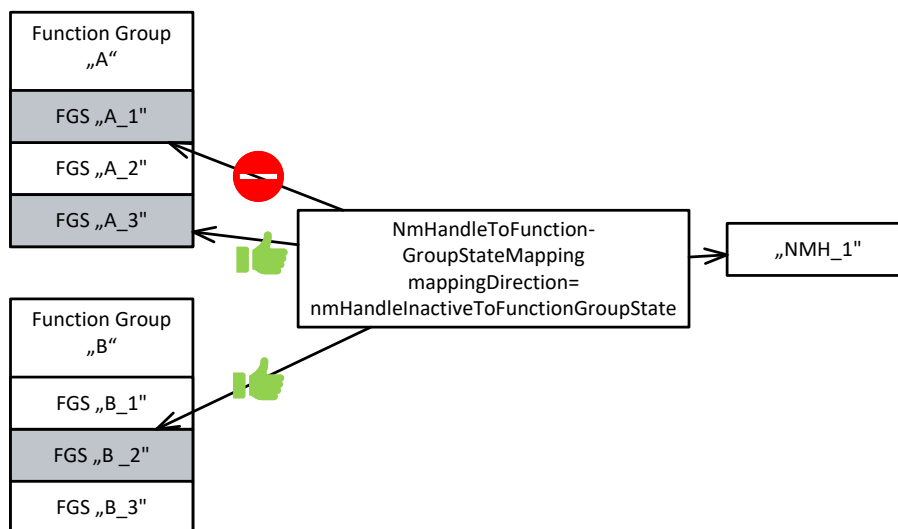 Function Group
„A“
FGS „A_1"
FGS „A_2"
FGS „A_3"
NmHandleToFunction-
GroupStateMapping
mappingDirection=
nmHandleInactiveToFunctionGroupState
„NMH_1"
Function Group
„B“
FGS „B_1"
FGS „B _2"
FGS „B_3"